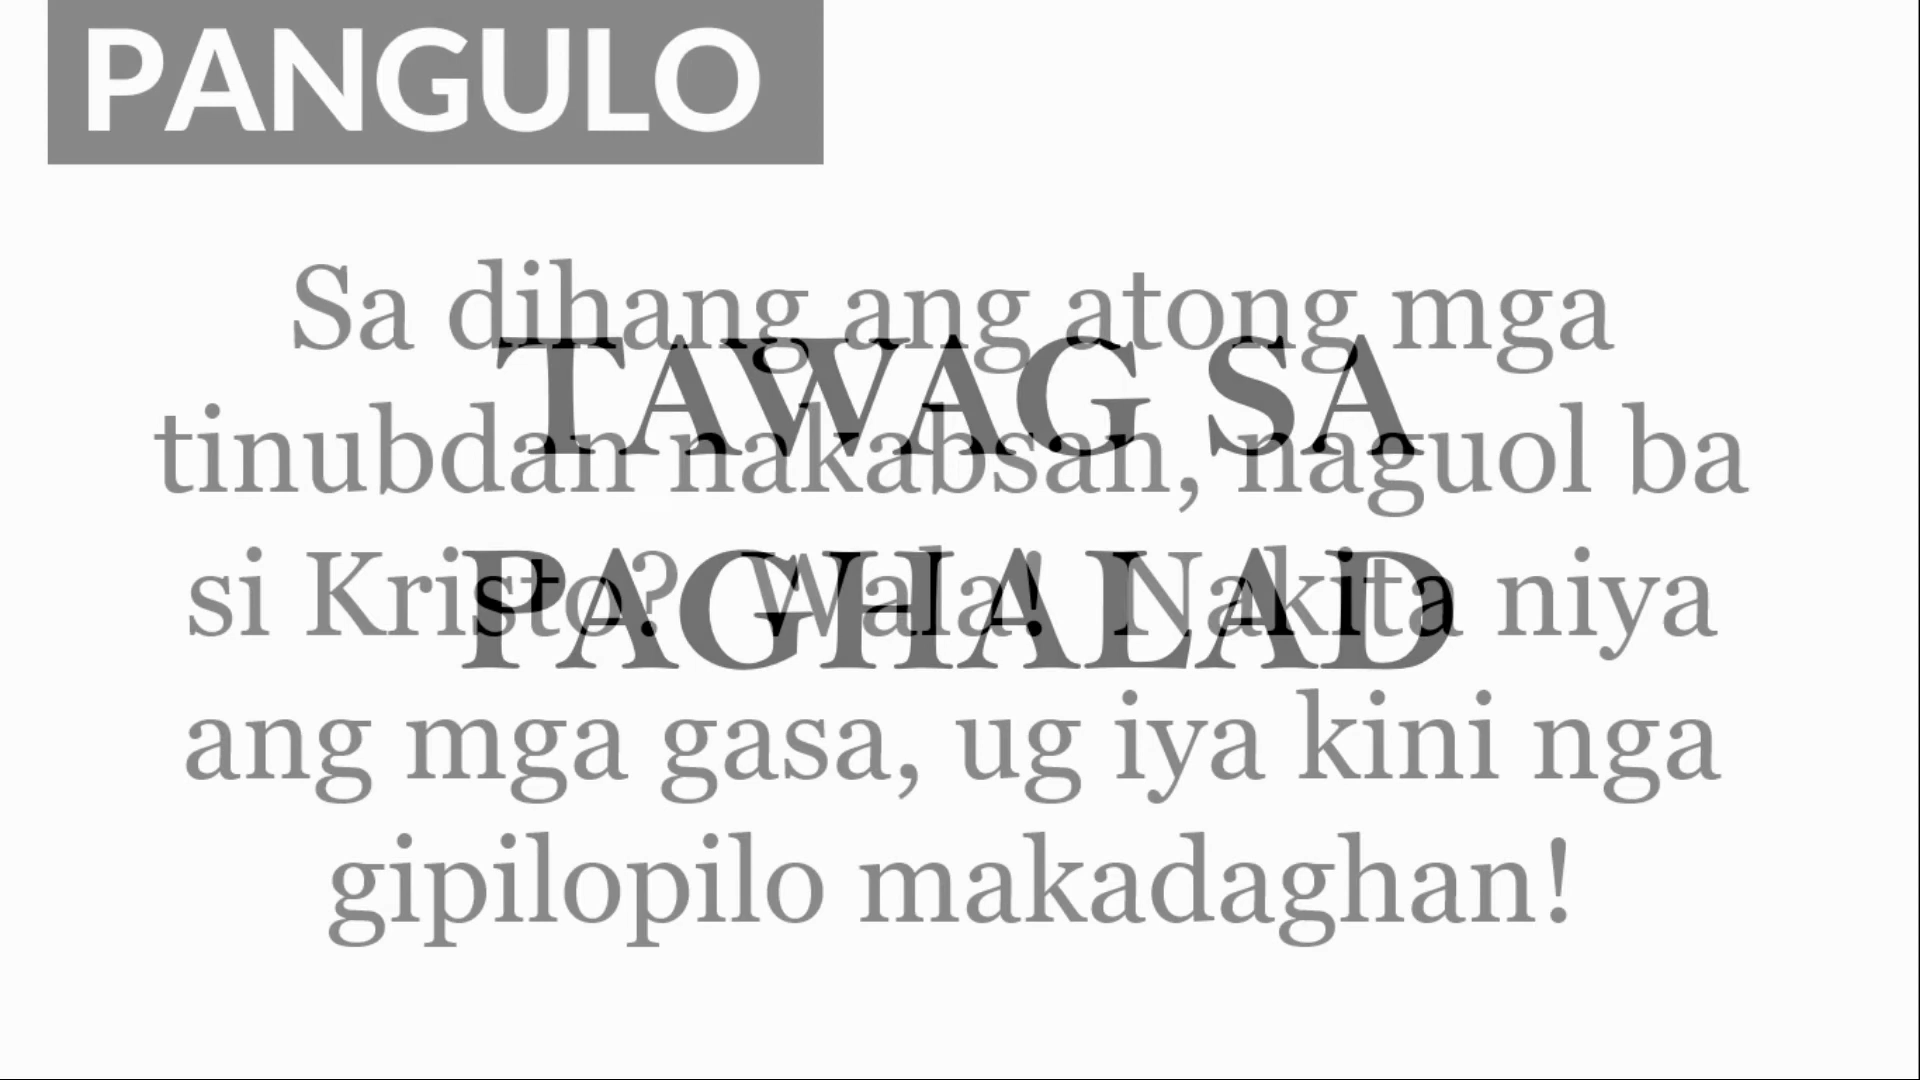 PANGULO
TAWAG SA
PAGHALAD
Sa dihang ang atong mga
tinubdan nakabsan, naguol ba
si Kristo? Wala! Nakita niya
ang mga gasa, ug iya kini nga
gipilopilo makadaghan!